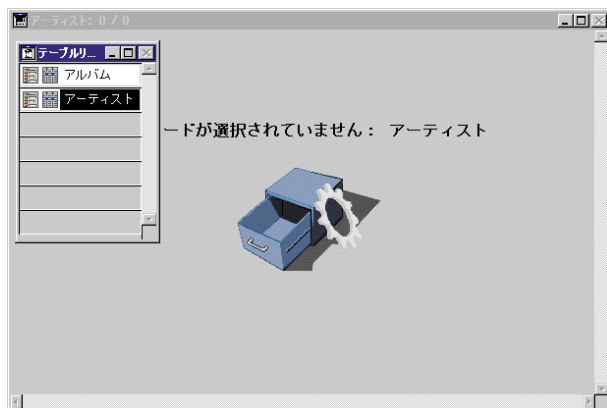 アーティスト: 0 / 0
テーブルリ...
アルバム
アーティスト
ードが選択されていません： アーティスト